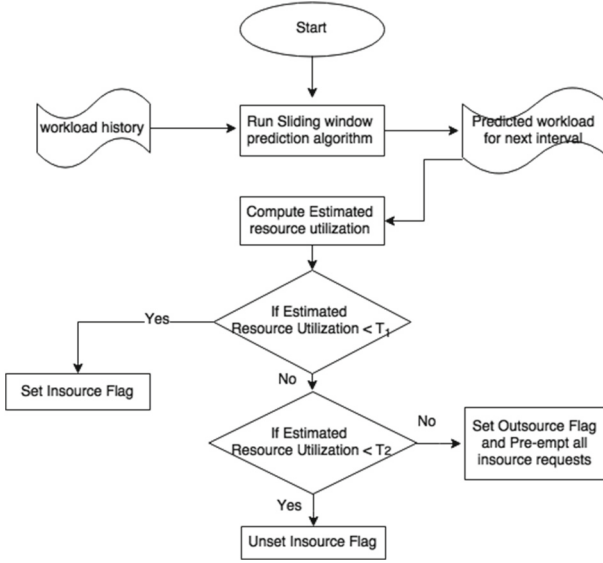 Start
workload history
Run Sliding window
prediction algorithm
Predicted workload
for next interval
Compute Estimated
resource utilization
If Estimated
Resource Utilization < T1
Yes
Set Insource Flag
No
If Estimated
Resource Utilization < T2
No
Set Outsource Flag
and Pre-empt all
insource requests
Yes
Unset Insource Flag